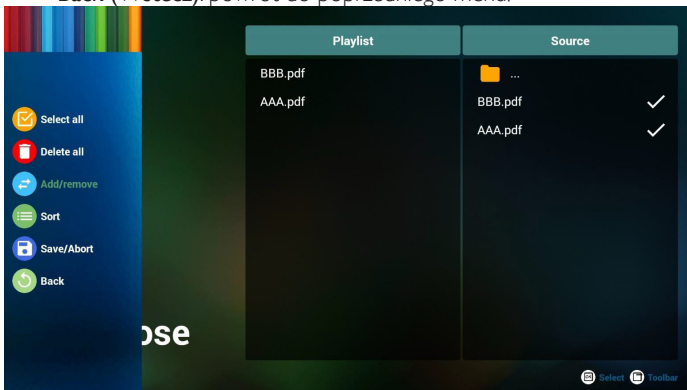 Back (Wstecz): powrót do poprzedniego menu.
Playlist
Source
BBB.pdf
AAA.pdf
...
BBB.pdf
AAA.pdf
Select all
Delete all
Add/remove
Sort
Save/Abort
Back
ose
Select
Toolbar